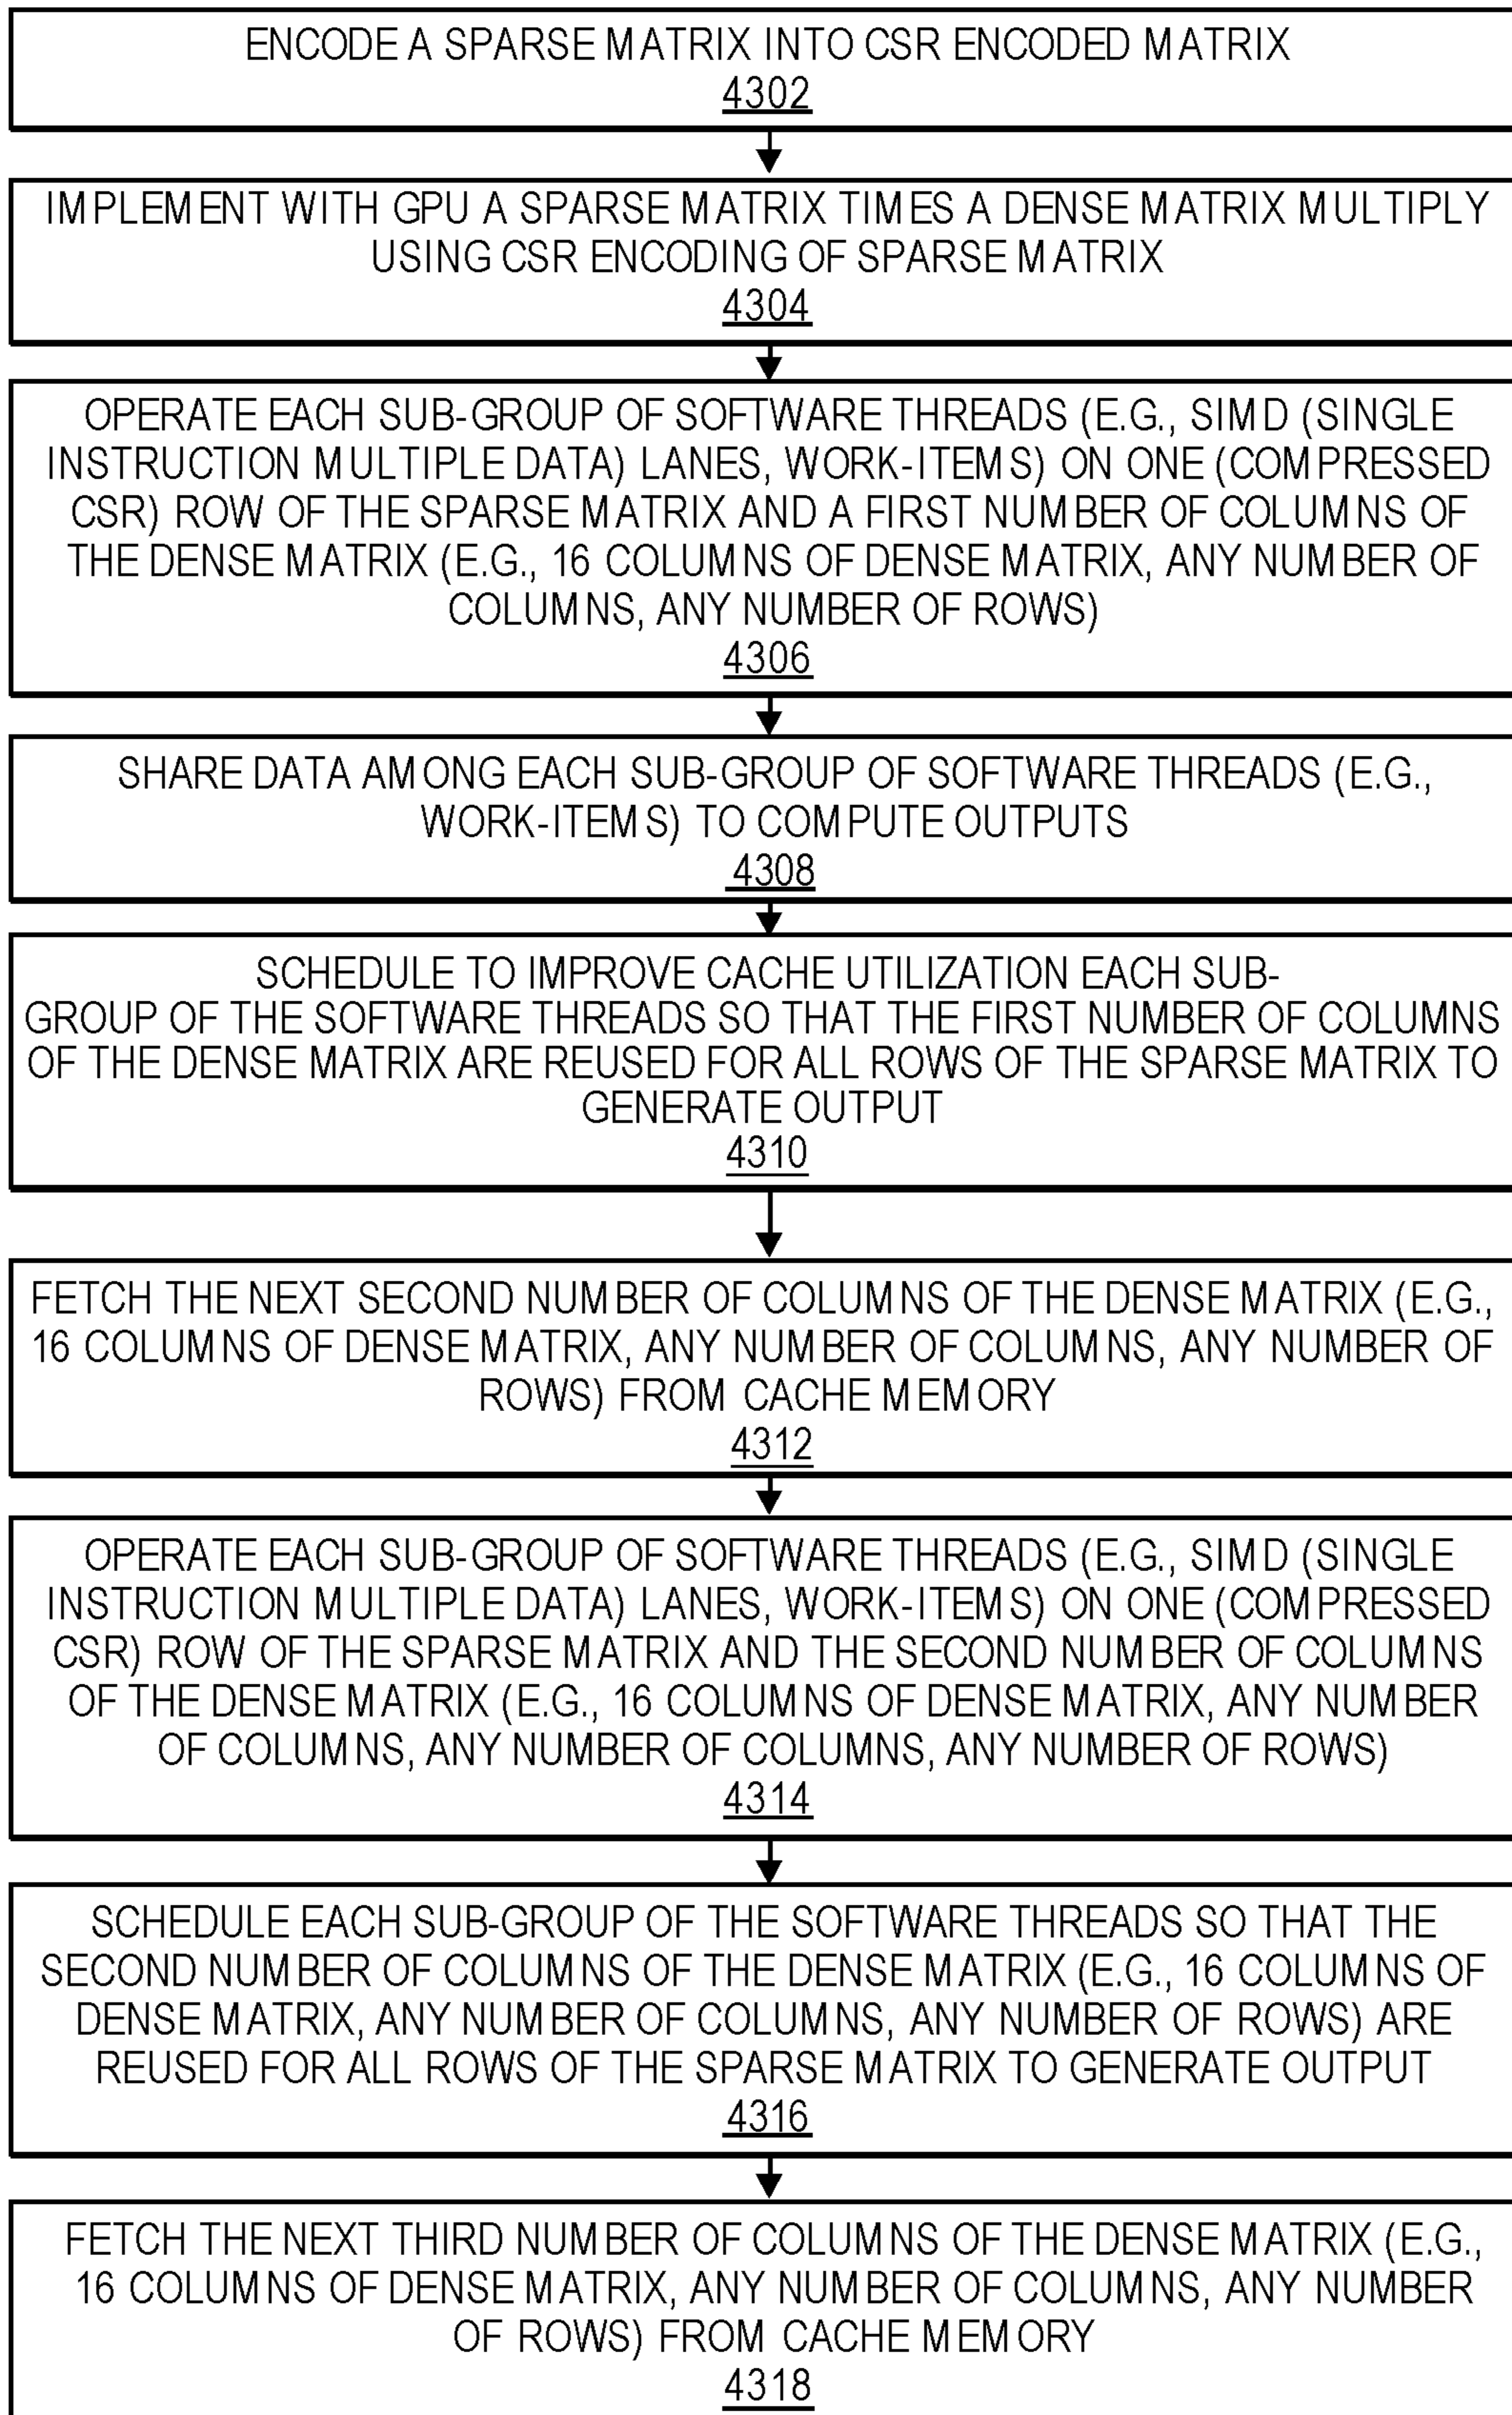 ENCODE A SPARSE MATRIX INTO CSR ENCODED MATRIX
4302
IMPLEMENT WITH GPU A SPARSE MATRIX TIMES A DENSE MATRIX MULTIPLY
USING CSR ENCODING OF SPARSE MATRIX
4304
OPERATE EACH SUB-GROUP OF SOFTWARE THREADS (E.G., SIMD (SINGLE
INSTRUCTION MULTIPLE DATA) LANES, WORK-ITEMS) ON ONE (COMPRESSED
CSR) ROW OF THE SPARSE MATRIX AND A FIRST NUMBER OF COLUMNS OF
THE DENSE MATRIX (E.G., 16 COLUMNS OF DENSE MATRIX, ANY NUMBER OF
COLUMNS, ANY NUMBER OF ROWS)
4306
SHARE DATA AMONG EACH SUB-GROUP OF SOFTWARE THREADS (E.G.,
WORK-ITEMS) TO COMPUTE OUTPUTS
4308
SCHEDULE TO IMPROVE CACHE UTILIZATION EACH SUB-
GROUP OF THE SOFTWARE THREADS SO THAT THE FIRST NUMBER OF COLUMNS
OF THE DENSE MATRIX ARE REUSED FOR ALL ROWS OF THE SPARSE MATRIX TO
GENERATE OUTPUT
4310
FETCH THE NEXT SECOND NUMBER OF COLUMNS OF THE DENSE MATRIX (E.G.,
16 COLUMNS OF DENSE MATRIX, ANY NUMBER OF COLUMNS, ANY NUMBER OF
ROWS) FROM CACHE MEMORY
4312
OPERATE EACH SUB-GROUP OF SOFTWARE THREADS (E.G., SIMD (SINGLE
INSTRUCTION MULTIPLE DATA) LANES, WORK-ITEMS) ON ONE (COMPRESSED
CSR) ROW OF THE SPARSE MATRIX AND THE SECOND NUMBER OF COLUMNS
OF THE DENSE MATRIX (E.G., 16 COLUMNS OF DENSE MATRIX, ANY NUMBER
OF COLUMNS, ANY NUMBER OF COLUMNS, ANY NUMBER OF ROWS)
4314
SCHEDULE EACH SUB-GROUP OF THE SOFTWARE THREADS SO THAT THE
SECOND NUMBER OF COLUMNS OF THE DENSE MATRIX (E.G., 16 COLUMNS OF
DENSE MATRIX, ANY NUMBER OF COLUMNS, ANY NUMBER OF ROWS) ARE
REUSED FOR ALL ROWS OF THE SPARSE MATRIX TO GENERATE OUTPUT
4316
FETCH THE NEXT THIRD NUMBER OF COLUMNS OF THE DENSE MATRIX (E.G.,
16 COLUMNS OF DENSE MATRIX, ANY NUMBER OF COLUMNS, ANY NUMBER
OF ROWS) FROM CACHE MEMORY
4318